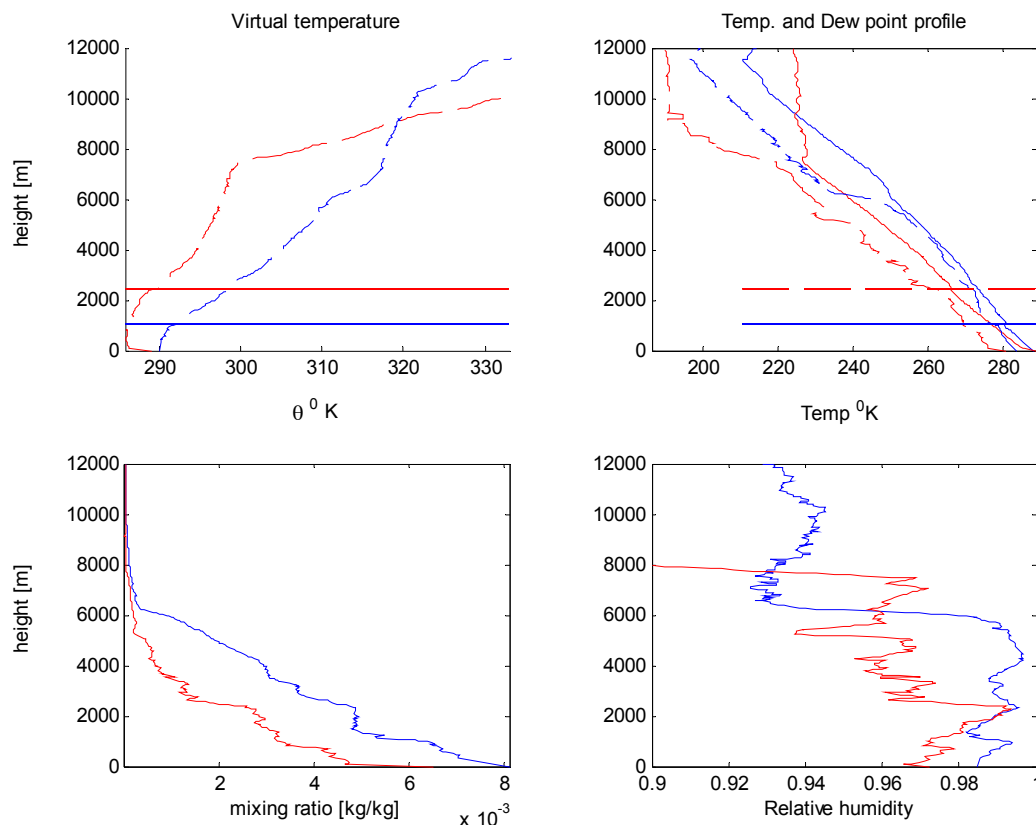 Virtual temperature
Temp. and Dew point profile
12000
10000
8000
6000
4000
2000
0
height [m]
290 300 310 320 330
θ ⁰ K
12000
10000
8000
6000
4000
2000
0
200 220 240 260 280
Temp ⁰K
12000
10000
8000
6000
4000
2000
0
height [m]
2 4 6 8
mixing ratio [kg/kg]
x 10⁻³
12000
10000
8000
6000
4000
2000
0
0.9 0.92 0.94 0.96 0.98 1
Relative humidity